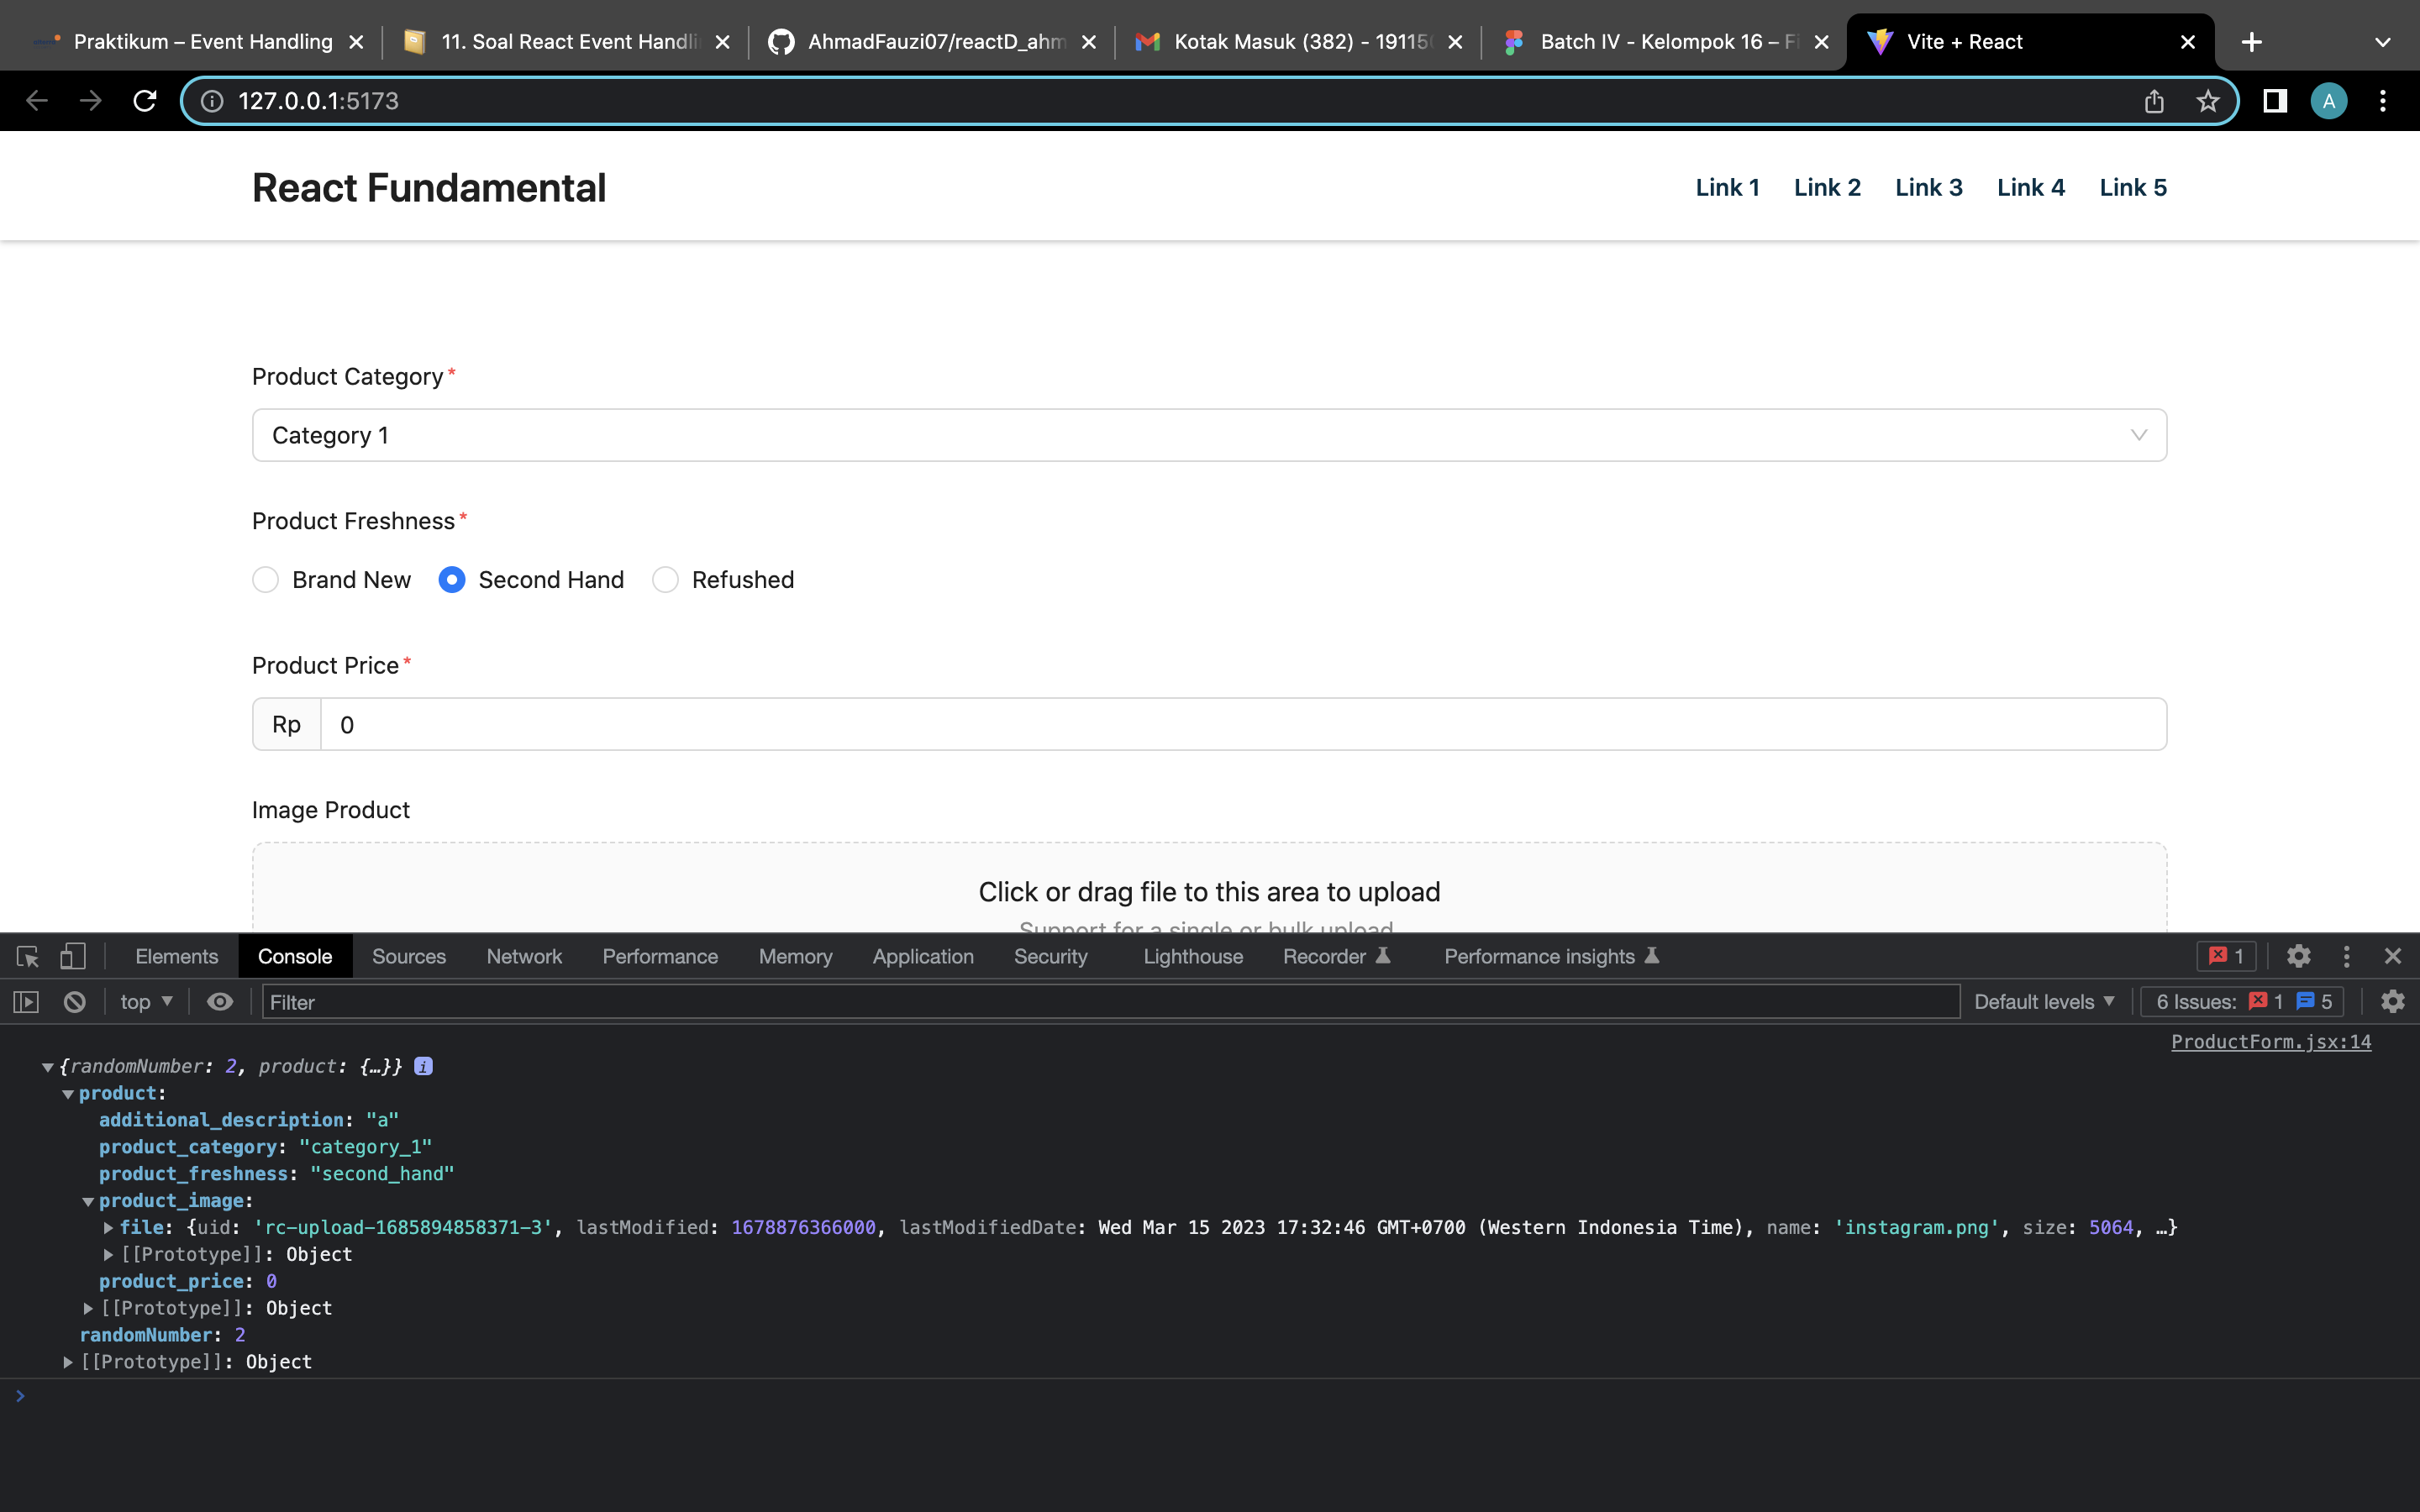 Praktikum – Event Handling
11. Soal React Event Handli
AhmadFauzi07/reactD_ahm
Kotak Masuk (382) - 19115
Batch IV - Kelompok 16 – Fi
Vite + React
127.0.0.1:5173
A
React Fundamental
Link 1 Link 2 Link 3 Link 4 Link 5
Product Category*
Category 1
Product Freshness*
Brand New Second Hand Refushed
Product Price*
Rp 0
Image Product
Click or drag file to this area to upload
Support for a single or bulk upload.
Elements Console Sources Network Performance Memory Application Security Lighthouse Recorder Performance insights 1
top Filter Default levels 6 Issues: 1 5
ProductForm.jsx:14
{randomNumber: 2, product: {…}} i
product:
additional_description: "a"
product_category: "category_1"
product_freshness: "second_hand"
product_image:
file: {uid: 'rc-upload-1685894858371-3', lastModified: 1678876366000, lastModifiedDate: Wed Mar 15 2023 17:32:46 GMT+0700 (Western Indonesia Time), name: 'instagram.png', size: 5064, …}
[[Prototype]]: Object
product_price: 0
[[Prototype]]: Object
randomNumber: 2
[[Prototype]]: Object